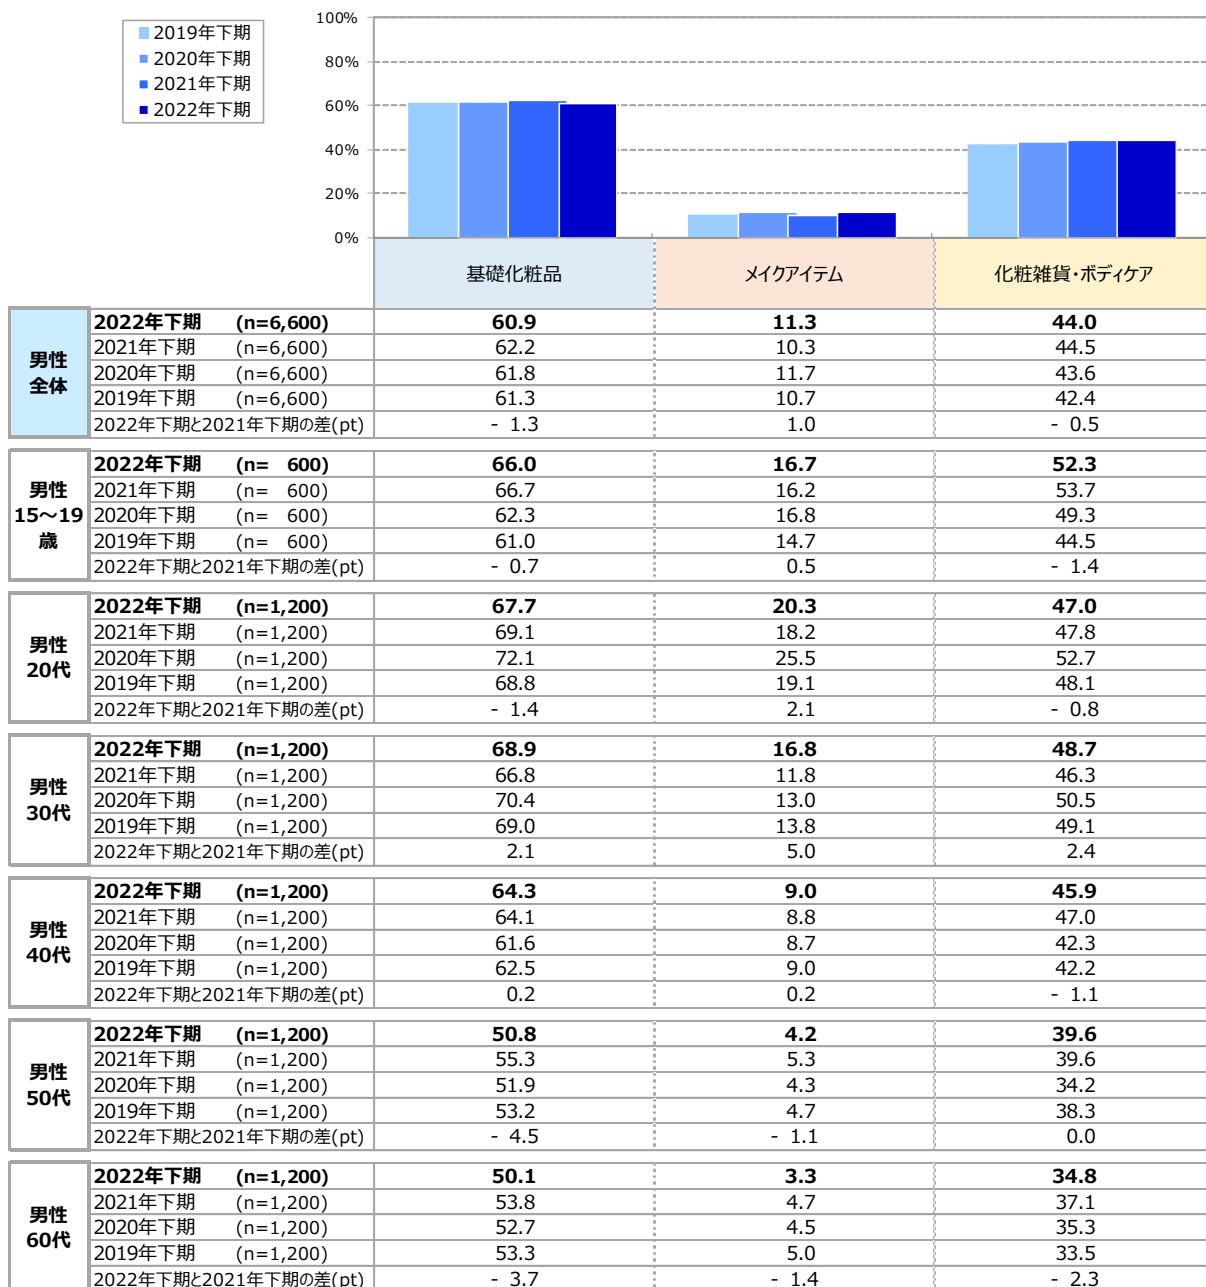 2019年下期
2020年下期
2021年下期
2022年下期
100%
80%
60%
40%
20%
0%
基礎化粧品 メイクアイテム 化粧雑貨・ボディケア
男性
全体
2022年下期 (n=6,600) 60.9 11.3 44.0
2021年下期 (n=6,600) 62.2 10.3 44.5
2020年下期 (n=6,600) 61.8 11.7 43.6
2019年下期 (n=6,600) 61.3 10.7 42.4
2022年下期と2021年下期の差(pt) - 1.3 1.0 - 0.5
男性
15～19
歳
2022年下期 (n= 600) 66.0 16.7 52.3
2021年下期 (n= 600) 66.7 16.2 53.7
2020年下期 (n= 600) 62.3 16.8 49.3
2019年下期 (n= 600) 61.0 14.7 44.5
2022年下期と2021年下期の差(pt) - 0.7 0.5 - 1.4
男性
20代
2022年下期 (n=1,200) 67.7 20.3 47.0
2021年下期 (n=1,200) 69.1 18.2 47.8
2020年下期 (n=1,200) 72.1 25.5 52.7
2019年下期 (n=1,200) 68.8 19.1 48.1
2022年下期と2021年下期の差(pt) - 1.4 2.1 - 0.8
男性
30代
2022年下期 (n=1,200) 68.9 16.8 48.7
2021年下期 (n=1,200) 66.8 11.8 46.3
2020年下期 (n=1,200) 70.4 13.0 50.5
2019年下期 (n=1,200) 69.0 13.8 49.1
2022年下期と2021年下期の差(pt) 2.1 5.0 2.4
男性
40代
2022年下期 (n=1,200) 64.3 9.0 45.9
2021年下期 (n=1,200) 64.1 8.8 47.0
2020年下期 (n=1,200) 61.6 8.7 42.3
2019年下期 (n=1,200) 62.5 9.0 42.2
2022年下期と2021年下期の差(pt) 0.2 0.2 - 1.1
男性
50代
2022年下期 (n=1,200) 50.8 4.2 39.6
2021年下期 (n=1,200) 55.3 5.3 39.6
2020年下期 (n=1,200) 51.9 4.3 34.2
2019年下期 (n=1,200) 53.2 4.7 38.3
2022年下期と2021年下期の差(pt) - 4.5 - 1.1 0.0
男性
60代
2022年下期 (n=1,200) 50.1 3.3 34.8
2021年下期 (n=1,200) 53.8 4.7 37.1
2020年下期 (n=1,200) 52.7 4.5 35.3
2019年下期 (n=1,200) 53.3 5.0 33.5
2022年下期と2021年下期の差(pt) - 3.7 - 1.4 - 2.3